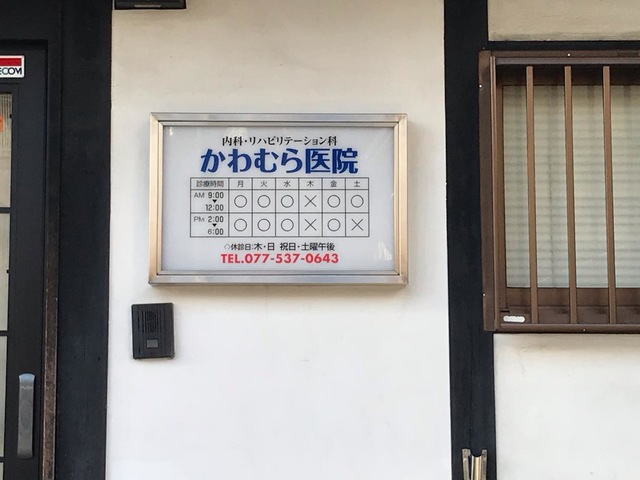 ECOM
内科・リハビリテーション科
かわむら医院
診療時間 月 火 水 木 金 土
AM 9:00 ▼ 12:00 ○ ○ ○ × ○ ○
PM 2:00 ▼ 6:00 ○ ○ ○ × ○ ×
○休診日:木・日 祝日・土曜午後
TEL.077-537-0643